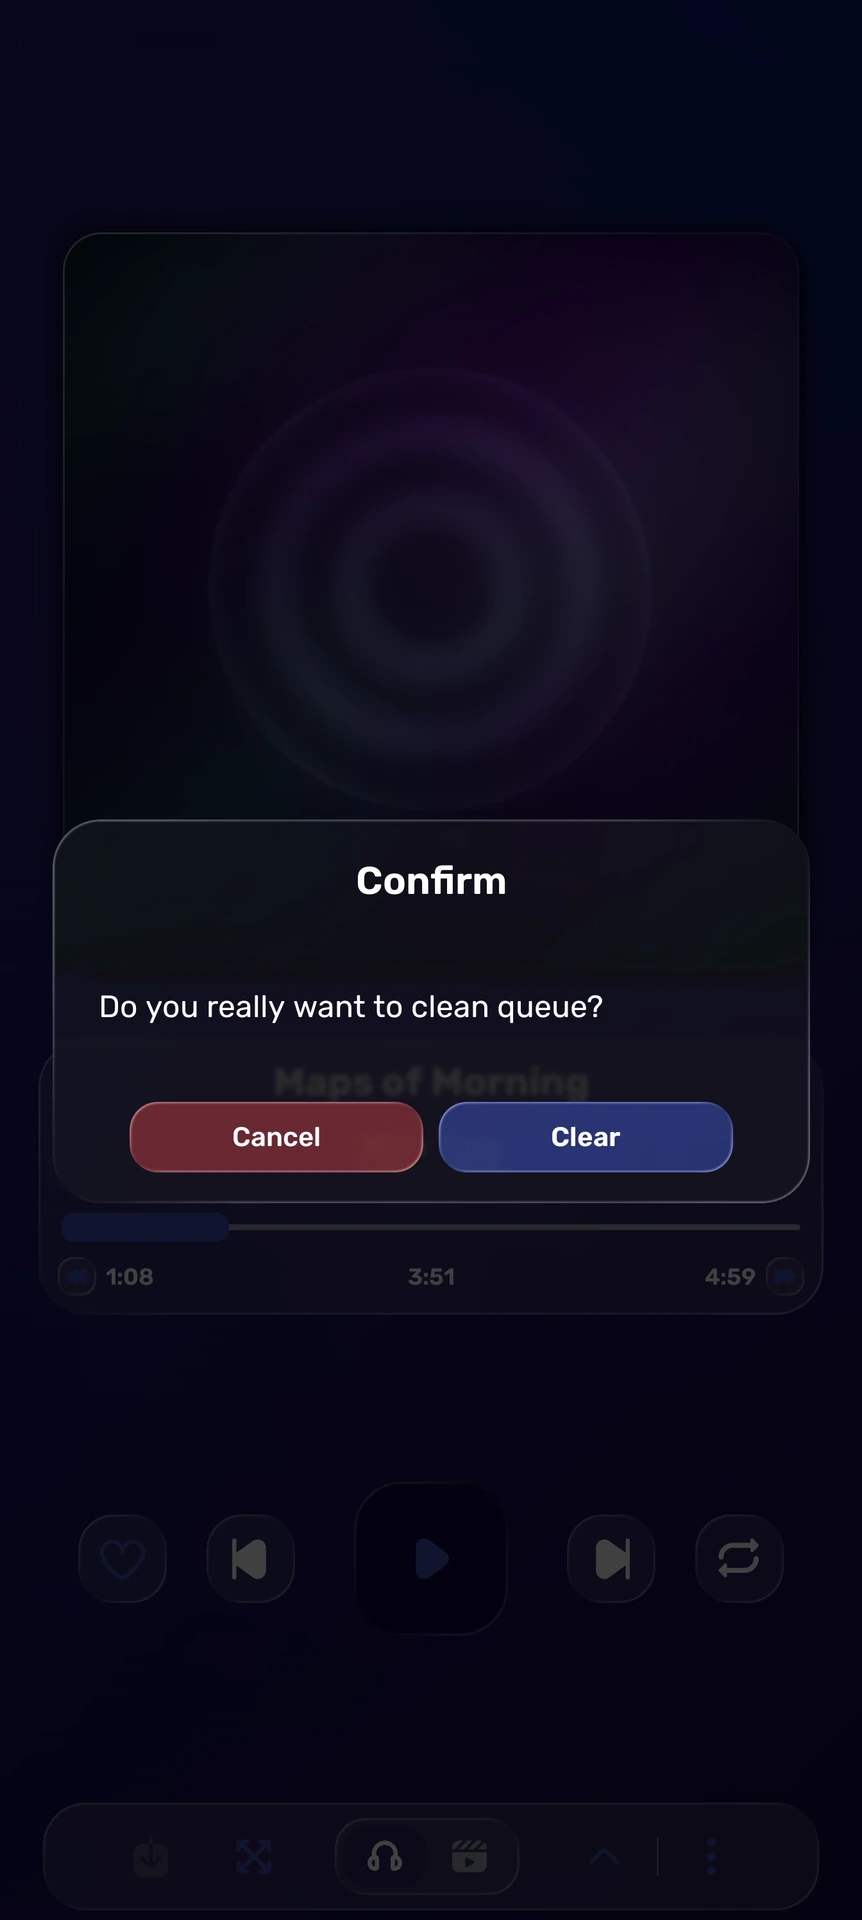 Confirm
Do you really want to clean queue?
Maps of Morning
Cancel
Clear
1:08
3:51
4:59